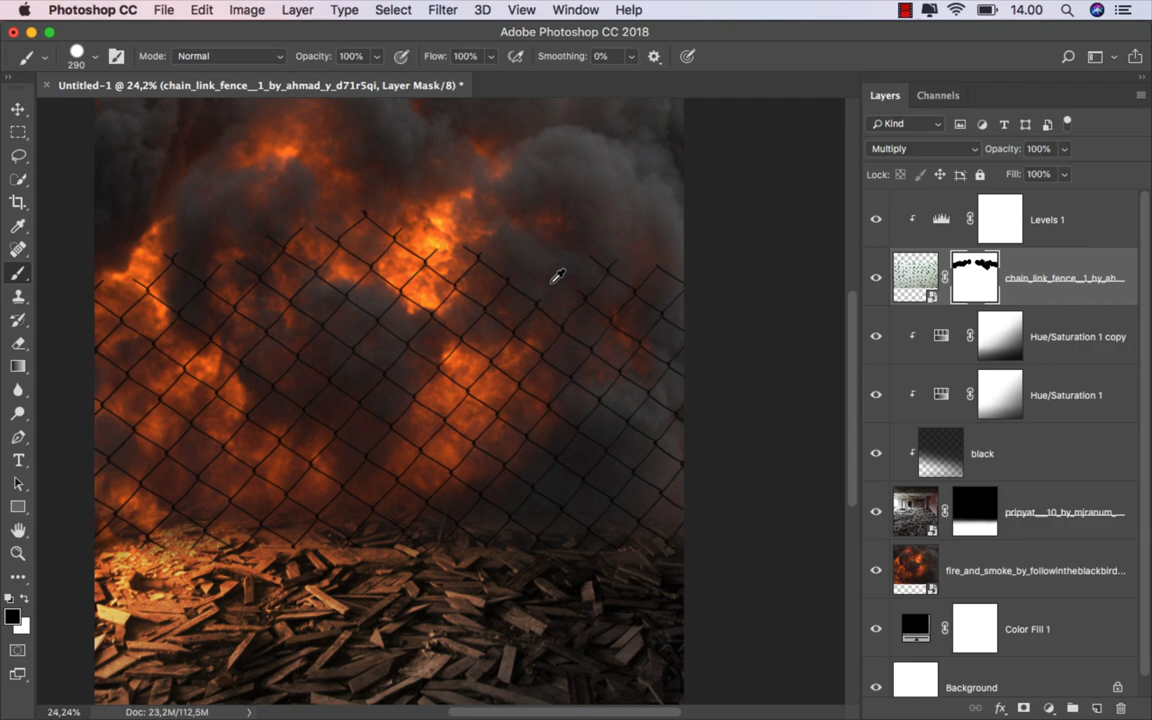 Photoshop CC File Edit Image Layer Type Select Filter 3D View Window Help 14.00
Adobe Photoshop CC 2018
290 Mode: Normal Opacity: 100% Flow: 100% Smoothing: 0%
× Untitled-1 @ 24,2% (chain_link_fence__1_by_ahmad_y_d71r5qi, Layer Mask/8) *
Layers Channels
Kind
Multiply Opacity: 100%
Lock: Fill: 100%
Levels 1
chain_link_fence__1_by_ah...
Hue/Saturation 1 copy
Hue/Saturation 1
black
pripyat___10_by_mjranum_...
fire_and_smoke_by_followintheblackbird...
Color Fill 1
Background
24,24% Doc: 23,2M/112,5M